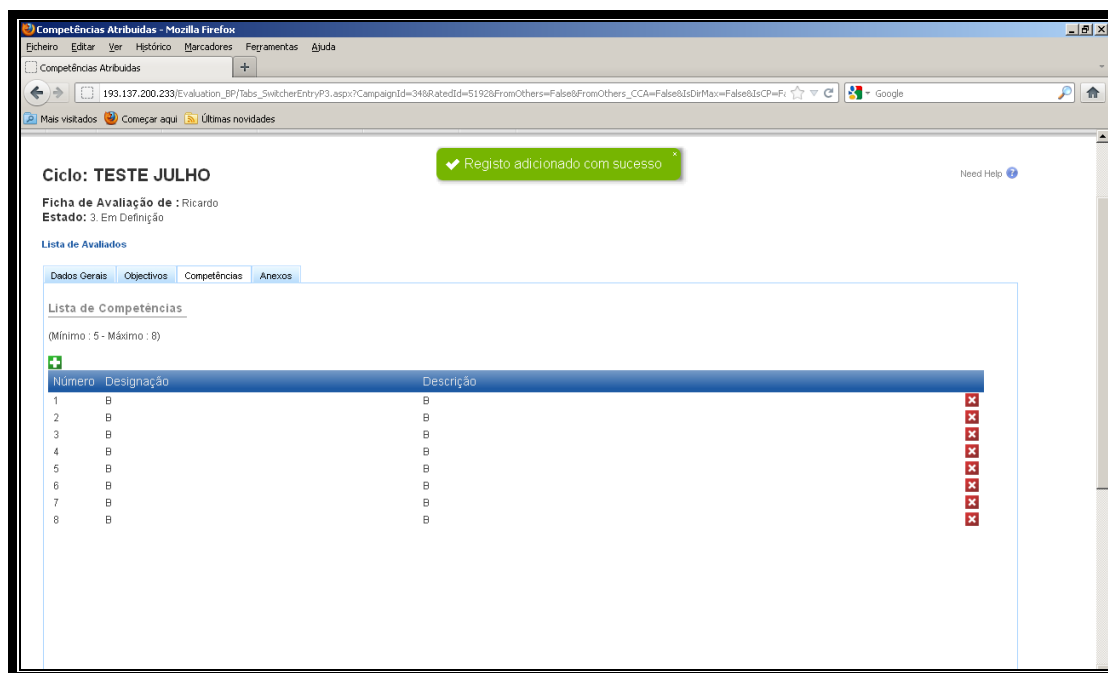 Competências Atribuidas - Mozilla Firefox
Ficheiro Editar Ver Histórico Marcadores Ferramentas Ajuda
Competências Atribuidas
193.137.200.233/Evaluation_BP/Tabs_SwitcherEntryP3.aspx?CampaignId=34&RatedId=5192&FromOthers=False&FromOthers_CCA=False&IsDirMax=False&IsCP=F Google
Mais visitados Começar aqui Últimas novidades
Registo adicionado com sucesso
Ciclo: TESTE JULHO
Need Help
Ficha de Avaliação de : Ricardo
Estado: 3. Em Definição
Lista de Avaliados
Dados Gerais Objectivos Competências Anexos
Lista de Competências
(Mínimo : 5 - Máximo : 8)
Número Designação Descrição
1 B B
2 B B
3 B B
4 B B
5 B B
6 B B
7 B B
8 B B